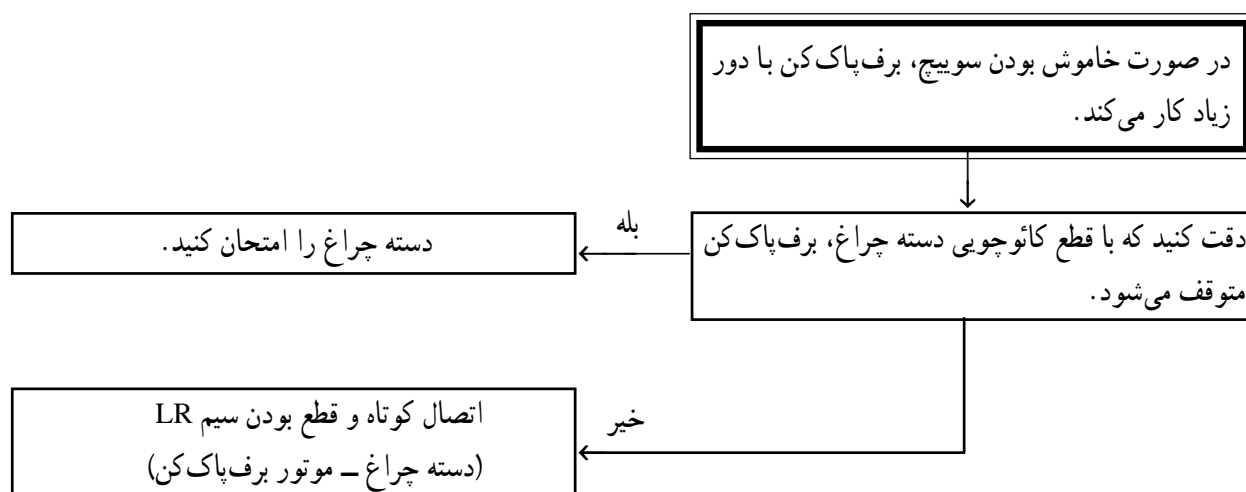 در صورت خاموش بودن سوییچ، برف‌پاک‌کن با دور
زیاد کار می‌کند.
دقت کنید که با قطع کائوچویی دسته چراغ، برف‌پاک‌کن
متوقف می‌شود.
بله
دسته چراغ را امتحان کنید.
خیر
اتصال کوتاه و قطع بودن سیم LR
(دسته چراغ ــ موتور برف‌پاک‌کن)